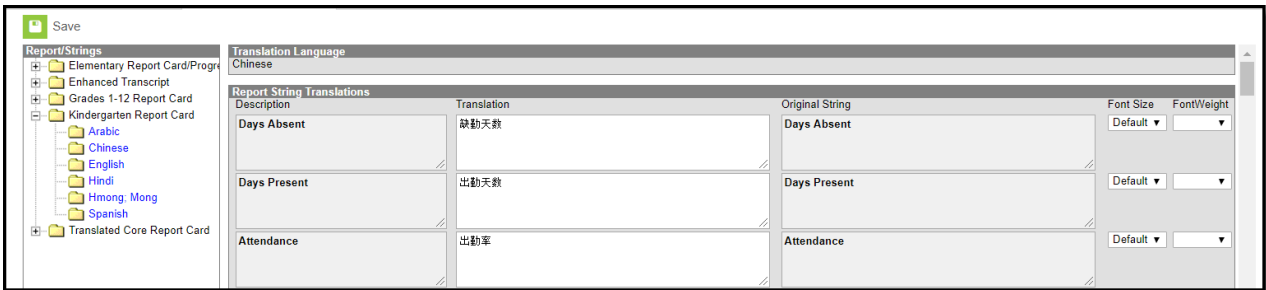 Save
Report/Strings
Elementary Report Card/Progre
Enhanced Transcript
Grades 1-12 Report Card
Kindergarten Report Card
Arabic
Chinese
English
Hindi
Hmong; Mong
Spanish
Translated Core Report Card
Translation Language
Chinese
Report String Translations
Description Translation Original String Font Size FontWeight
Days Absent 缺勤天数 Days Absent Default
Days Present 出勤天数 Days Present Default
Attendance 出勤率 Attendance Default